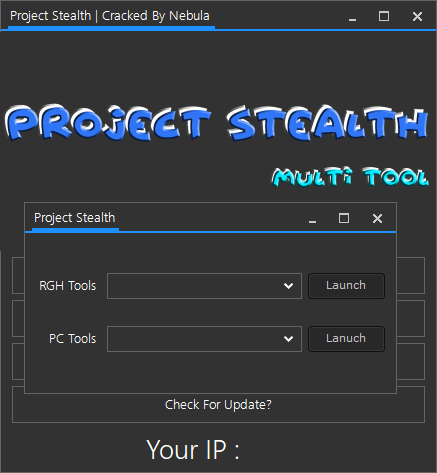 Project Stealth | Cracked By Nebula
PROJECT STEALTH
MULTI TOOL
Project Stealth
RGH Tools
Launch
PC Tools
Lanuch
Check For Update?
Your IP :